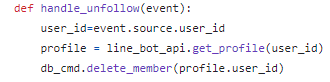 def handle_unfollow(event):
    user_id=event.source.user_id
    profile = line_bot_api.get_profile(user_id)
    db_cmd.delete_member(profile.user_id)